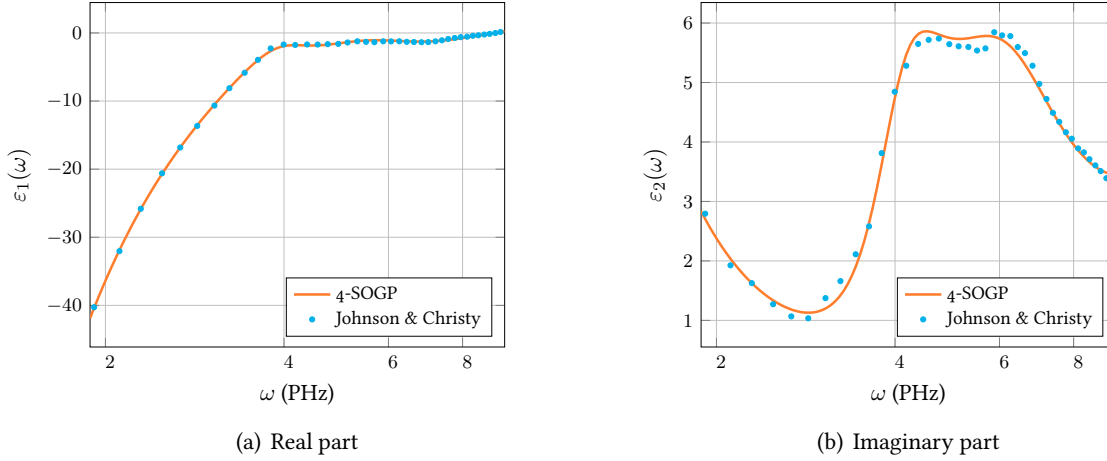 0
−10
−20
−30
−40
ε₁(ω)
2
4
6
8
ω (PHz)
4-SOGP
Johnson & Christy
(a) Real part
6
5
4
3
2
1
ε₂(ω)
2
4
6
8
ω (PHz)
4-SOGP
Johnson & Christy
(b) Imaginary part